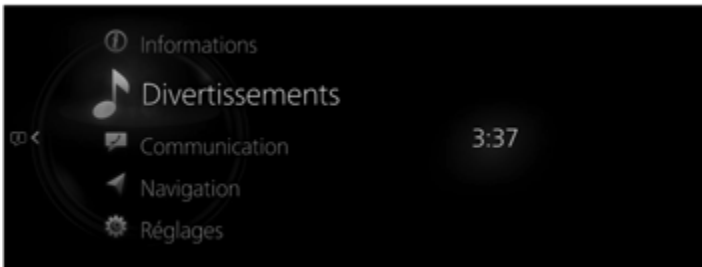 Informations
Divertissements
Communication
3:37
Navigation
Réglages